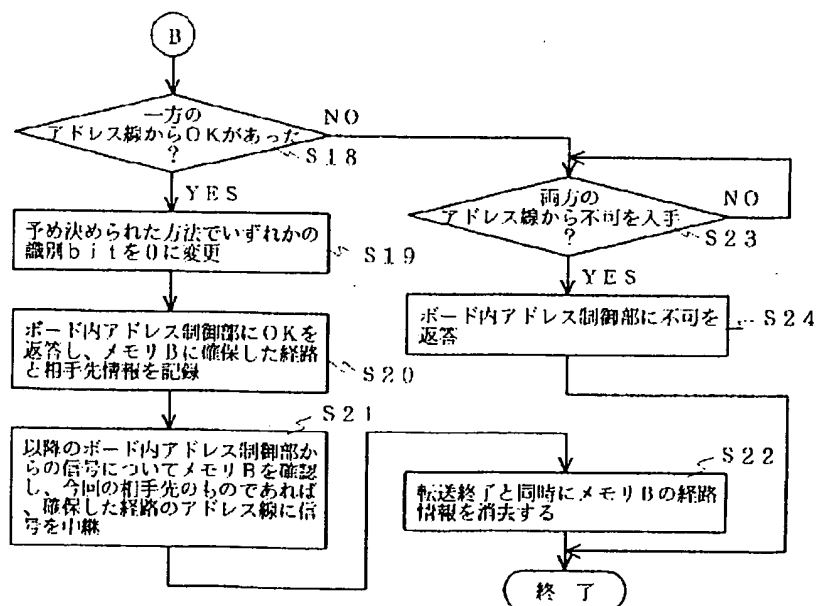 B
一方の
アドレス線からOKがあった
?
NO
S18
YES
予め決められた方法でいずれかの
識別bitを0に変更
S19
ボード内アドレス制御部にOKを
返答し、メモリBに確保した経路
と相手先情報を記録
S20
S21
以降のボード内アドレス制御部か
らの信号についてメモリBを確認
し、今回の相手先のものであれば
、確保した経路のアドレス線に信
号を中継
両方の
アドレス線から不可を入手
?
NO
S23
YES
ボード内アドレス制御部に不可を
返答
S24
S22
転送終了と同時にメモリBの経路
情報を消去する
終 了